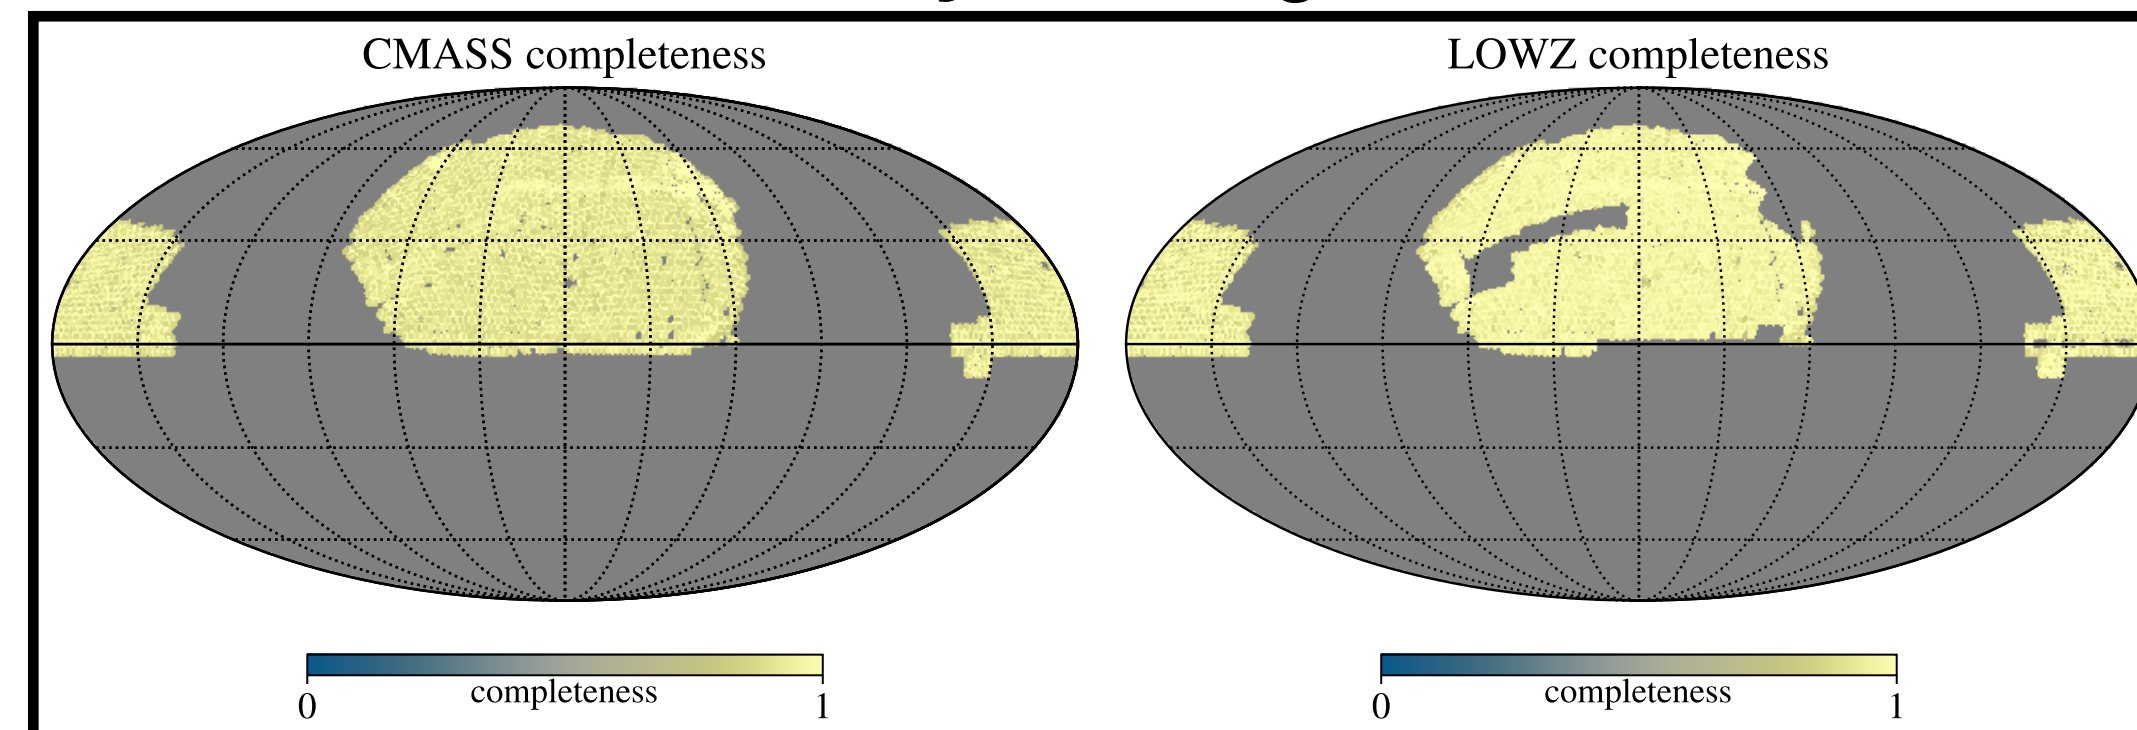 CMASS completeness
LOWZ completeness
completeness
0 1
completeness
0 1